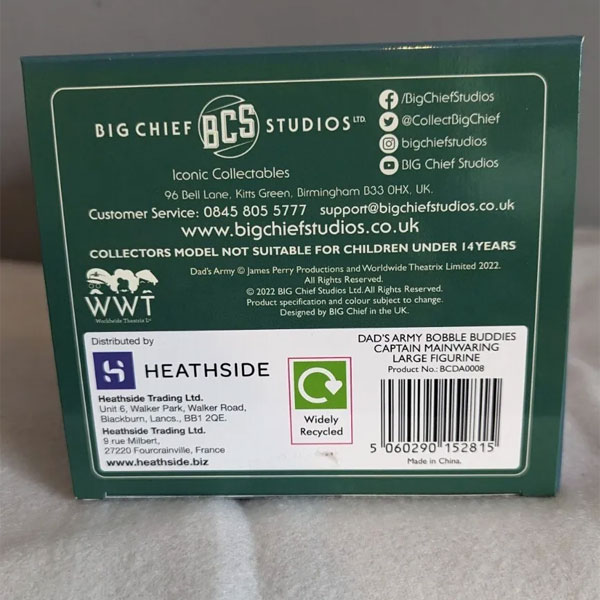 BIG CHIEF BCS STUDIOS LTD.
/BigChiefStudios
@CollectBigChief
bigchiefstudios
BIG Chief Studios
Iconic Collectables
96 Bell Lane, Kitts Green, Birmingham B33 0HX, UK.
Customer Service: 0845 805 5777 support@bigchiefstudios.co.uk
www.bigchiefstudios.co.uk
COLLECTORS MODEL NOT SUITABLE FOR CHILDREN UNDER 14 YEARS
Dad's Army © James Perry Productions and Worldwide Theatrix Limited 2022.
All Rights Reserved.
© 2022 BIG Chief Studios Ltd. All Rights Reserved.
Product specification and colour subject to change.
Designed by BIG Chief in the UK.
WWT
Worldwide Theatrix Ltd
Distributed by
HEATHSIDE
Heathside Trading Ltd.
Unit 6, Walker Park, Walker Road,
Blackburn, Lancs., BB1 2QE.
Heathside Trading Ltd.
9 rue Milbert,
27220 Fourcrainville, France
www.heathside.biz
Widely
Recycled
DAD'S ARMY BOBBLE BUDDIES
CAPTAIN MAINWARING
LARGE FIGURINE
Product No.: BCDA0008
5 060290 152815
Made in China.